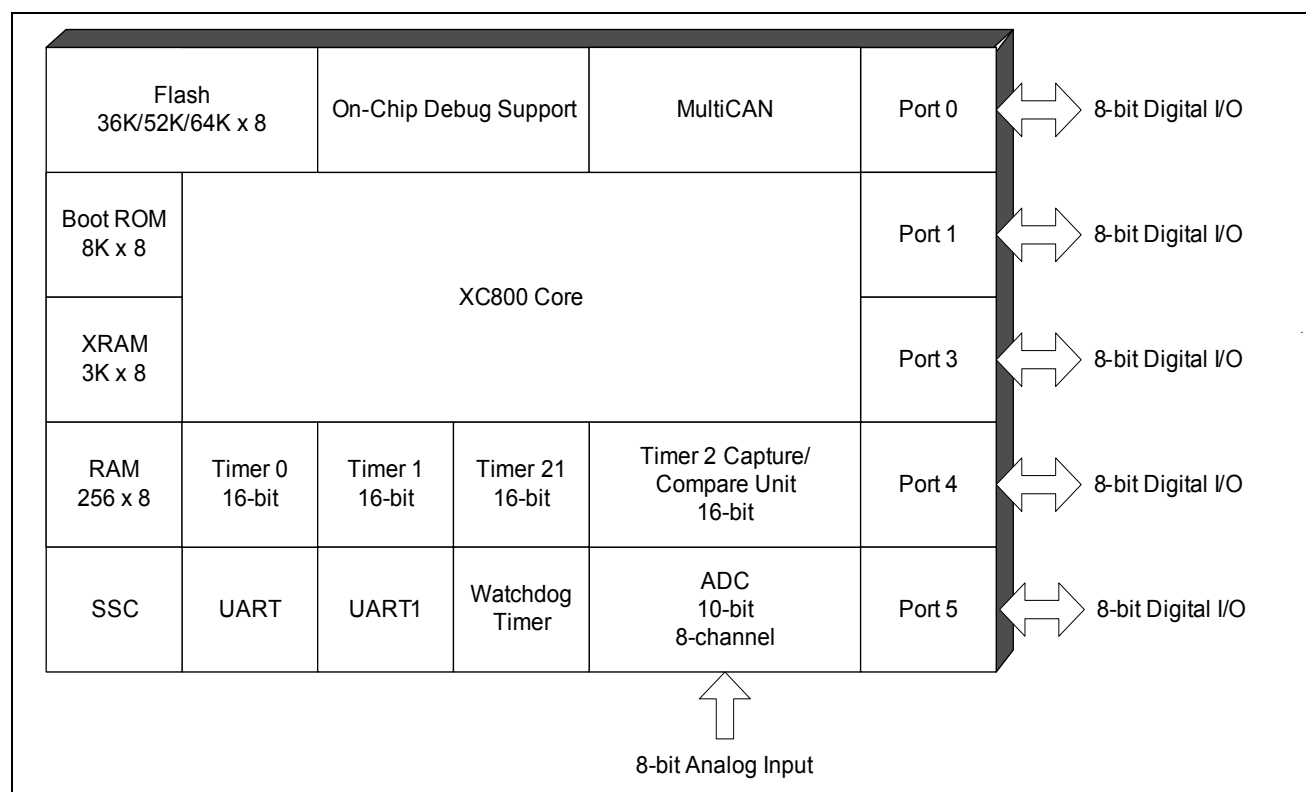 Flash
36K/52K/64K x 8
On-Chip Debug Support
MultiCAN
Port 0
8-bit Digital I/O
Boot ROM
8K x 8
XC800 Core
Port 1
8-bit Digital I/O
XRAM
3K x 8
Port 3
8-bit Digital I/O
RAM
256 x 8
Timer 0
16-bit
Timer 1
16-bit
Timer 21
16-bit
Timer 2 Capture/
Compare Unit
16-bit
Port 4
8-bit Digital I/O
SSC
UART
UART1
Watchdog
Timer
ADC
10-bit
8-channel
Port 5
8-bit Digital I/O
8-bit Analog Input